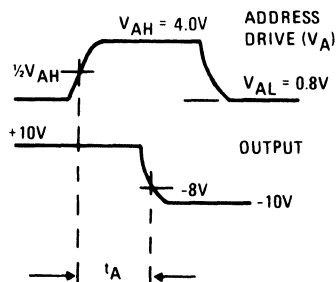 V_AH = 4.0V
ADDRESS
DRIVE (V_A)
½V_AH
V_AL = 0.8V
+10V
OUTPUT
-8V
-10V
t_A